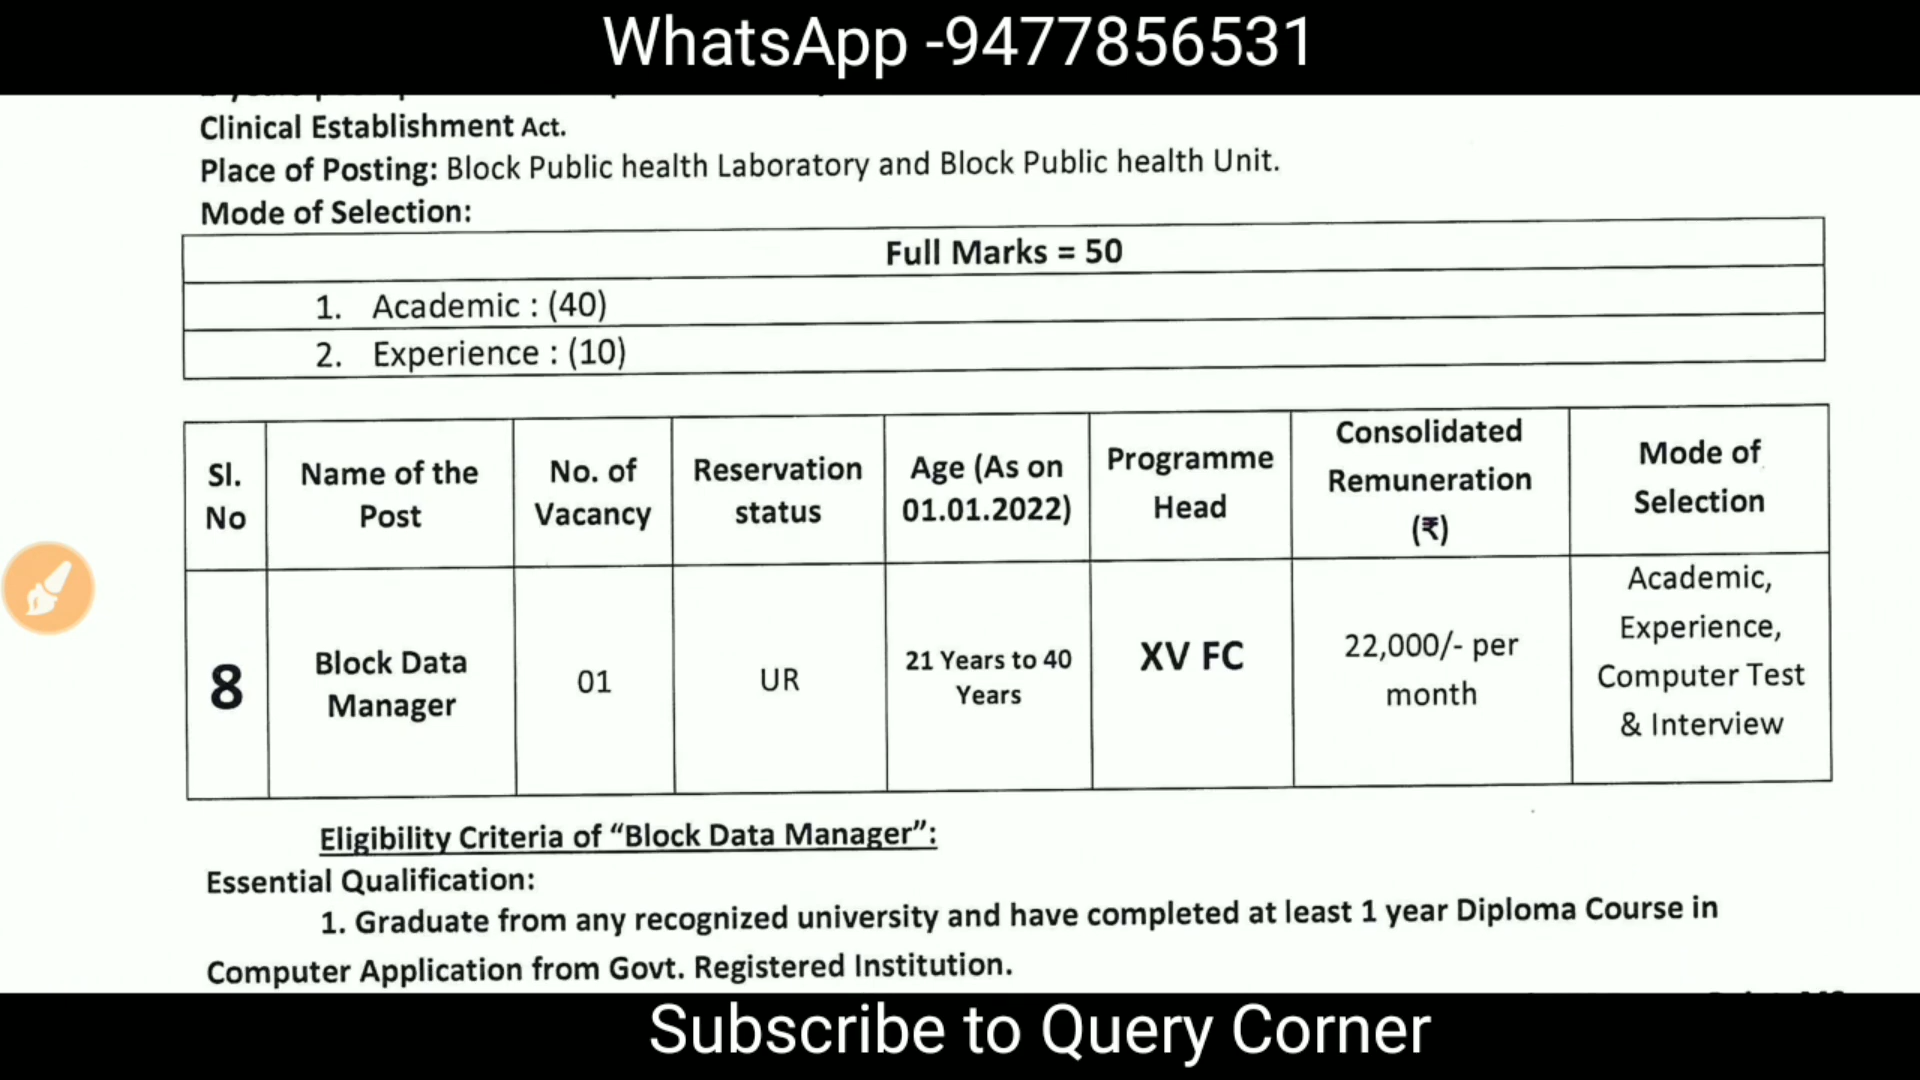 WhatsApp -9477856531
Clinical Establishment Act.
Place of Posting: Block Public health Laboratory and Block Public health Unit.
Mode of Selection:
Full Marks = 50
1. Academic : (40)
2. Experience : (10)
Sl. No
Name of the Post
No. of Vacancy
Reservation status
Age (As on 01.01.2022)
Programme Head
Consolidated Remuneration (₹)
Mode of Selection
8
Block Data Manager
01
UR
21 Years to 40 Years
XV FC
22,000/- per month
Academic, Experience, Computer Test & Interview
Eligibility Criteria of “Block Data Manager”:
Essential Qualification:
1. Graduate from any recognized university and have completed at least 1 year Diploma Course in
Computer Application from Govt. Registered Institution.
Subscribe to Query Corner